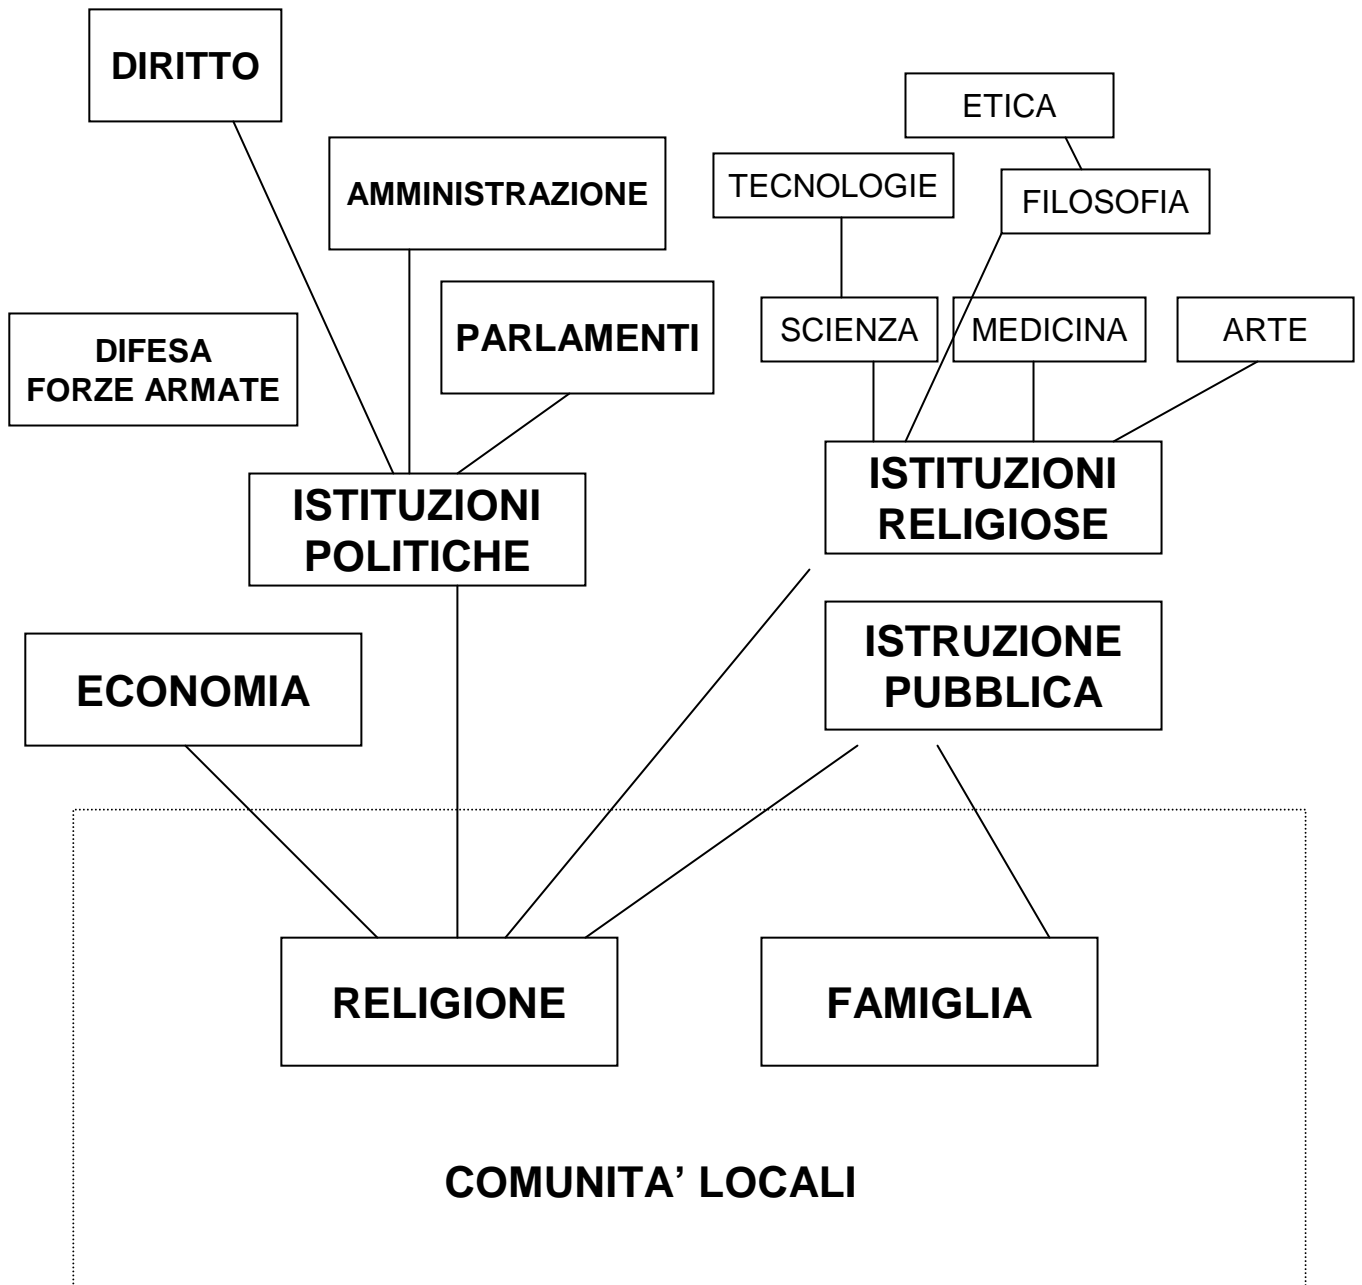 DIRITTO
ETICA
AMMINISTRAZIONE
TECNOLOGIE
FILOSOFIA
PARLAMENTI
SCIENZA
MEDICINA
ARTE
DIFESA
FORZE ARMATE
ISTITUZIONI
POLITICHE
ISTITUZIONI
RELIGIOSE
ECONOMIA
ISTRUZIONE
PUBBLICA
RELIGIONE
FAMIGLIA
COMUNITA’ LOCALI